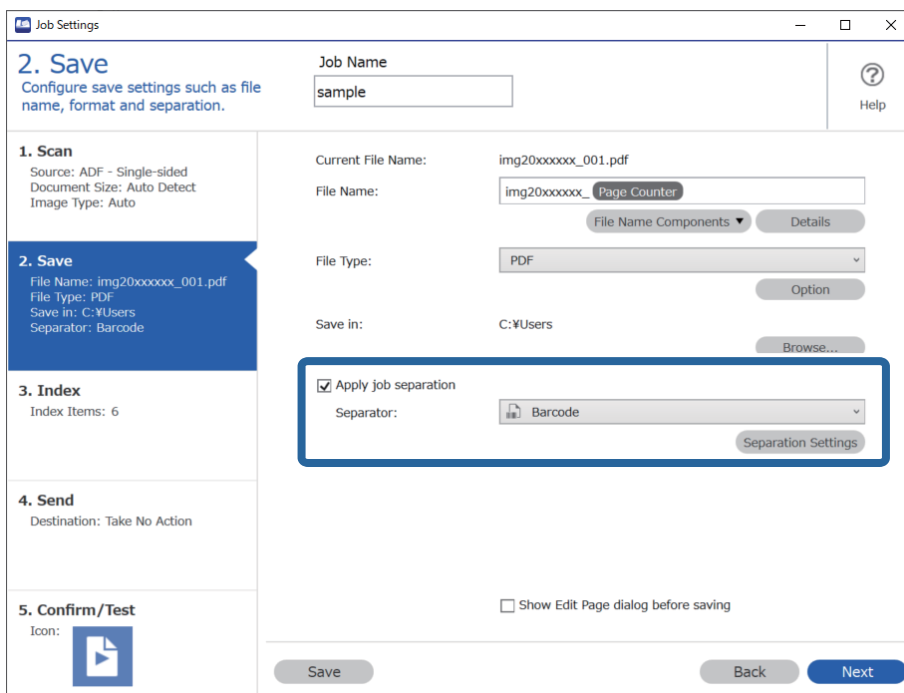 Job Settings
2. Save
Configure save settings such as file
name, format and separation.
Job Name
sample
Help
1. Scan
Source: ADF - Single-sided
Document Size: Auto Detect
Image Type: Auto
2. Save
File Name: img20xxxxxx_001.pdf
File Type: PDF
Save in: C:¥Users
Separator: Barcode
3. Index
Index Items: 6
4. Send
Destination: Take No Action
5. Confirm/Test
Icon:
Current File Name: img20xxxxxx_001.pdf
File Name: img20xxxxxx_ Page Counter
File Name Components ▼ Details
File Type: PDF
Option
Save in: C:¥Users
Browse...
Apply job separation
Separator: Barcode
Separation Settings
Show Edit Page dialog before saving
Save Back Next